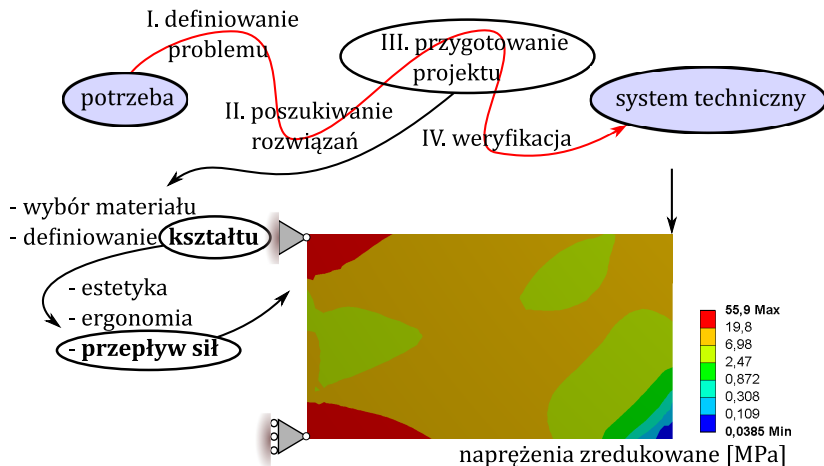 I. definiowanie
problemu
III. przygotowanie
projektu
potrzeba
system techniczny
II. poszukiwanie
rozwiązań
IV. weryfikacja
- wybór materiału
- definiowanie kształtu
- estetyka
- ergonomia
- przepływ sił
55,9 Max
19,8
6,98
2,47
0,872
0,308
0,109
0,0385 Min
naprężenia zredukowane [MPa]